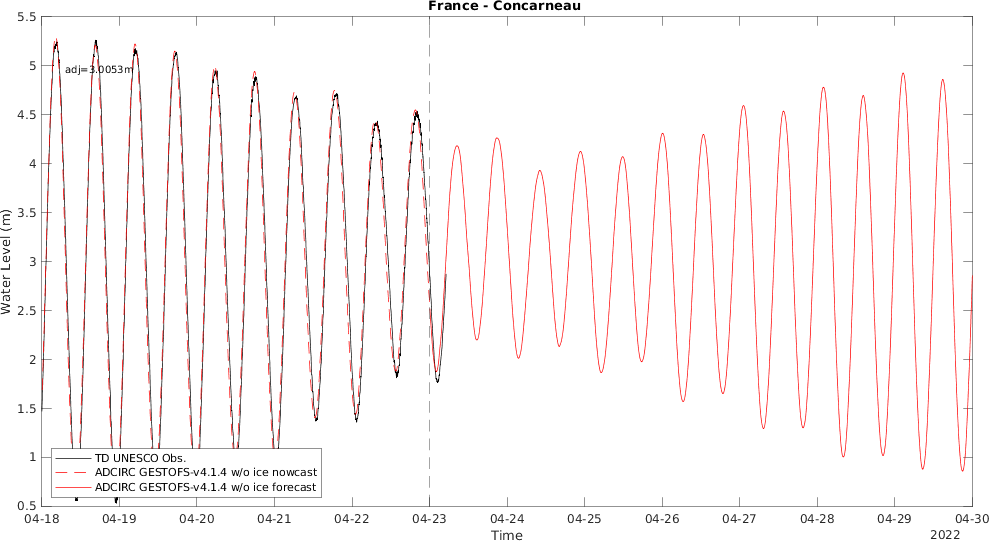 France - Concarneau
5.5
5
4.5
4
3.5
3
2.5
2
1.5
1
0.5
Water Level (m)
adj=3.0053m
TD UNESCO Obs.
ADCIRC GESTOFS-v4.1.4 w/o ice nowcast
ADCIRC GESTOFS-v4.1.4 w/o ice forecast
04-18 04-19 04-20 04-21 04-22 04-23 04-24 04-25 04-26 04-27 04-28 04-29 04-30
Time
2022